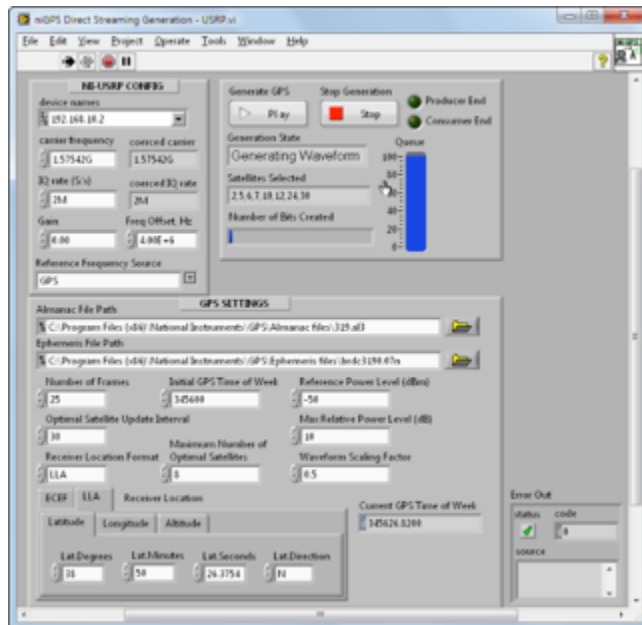 niGPS Direct Streaming Generation - USRP.vi
File Edit View Project Operate Tools Window Help
NI-USRP CONFIG
device names
192.168.10.2
carrier frequency coerced carrier
1.57542G 1.57542G
IQ rate (S/s) coerced IQ rate
2M 2M
Gain Freq Offset, Hz
0.00 4.00E+6
Reference Frequency Source
GPS
Generate GPS Stop Generation
Play Stop
Producer End
Consumer End
Generation State
Generating Waveform
Satellites Selected
2,5,6,7,10,12,24,30
Number of Bits Created
Queue
100
80
40
20
0
GPS SETTINGS
Almanac File Path
C:\Program Files (x86)\National Instruments\GPS\Almanac files\319.al3
Ephemeris File Path
C:\Program Files (x86)\National Instruments\GPS\Ephemeris files\brdc3190.07n
Number of Frames Initial GPS Time of Week Reference Power Level (dBm)
25 345600 -50
Optimal Satellite Update Interval Max Relative Power Level (dB)
30 10
Receiver Location Format Maximum Number of Optimal Satellites Waveform Scaling Factor
LLA 8 0.5
ECEF LLA Receiver Location
Latitude Longitude Altitude
Lat.Degrees Lat.Minutes Lat.Seconds Lat.Direction
31 50 26.3754 N
Current GPS Time of Week
345626.8200
Error Out
status code
0
source